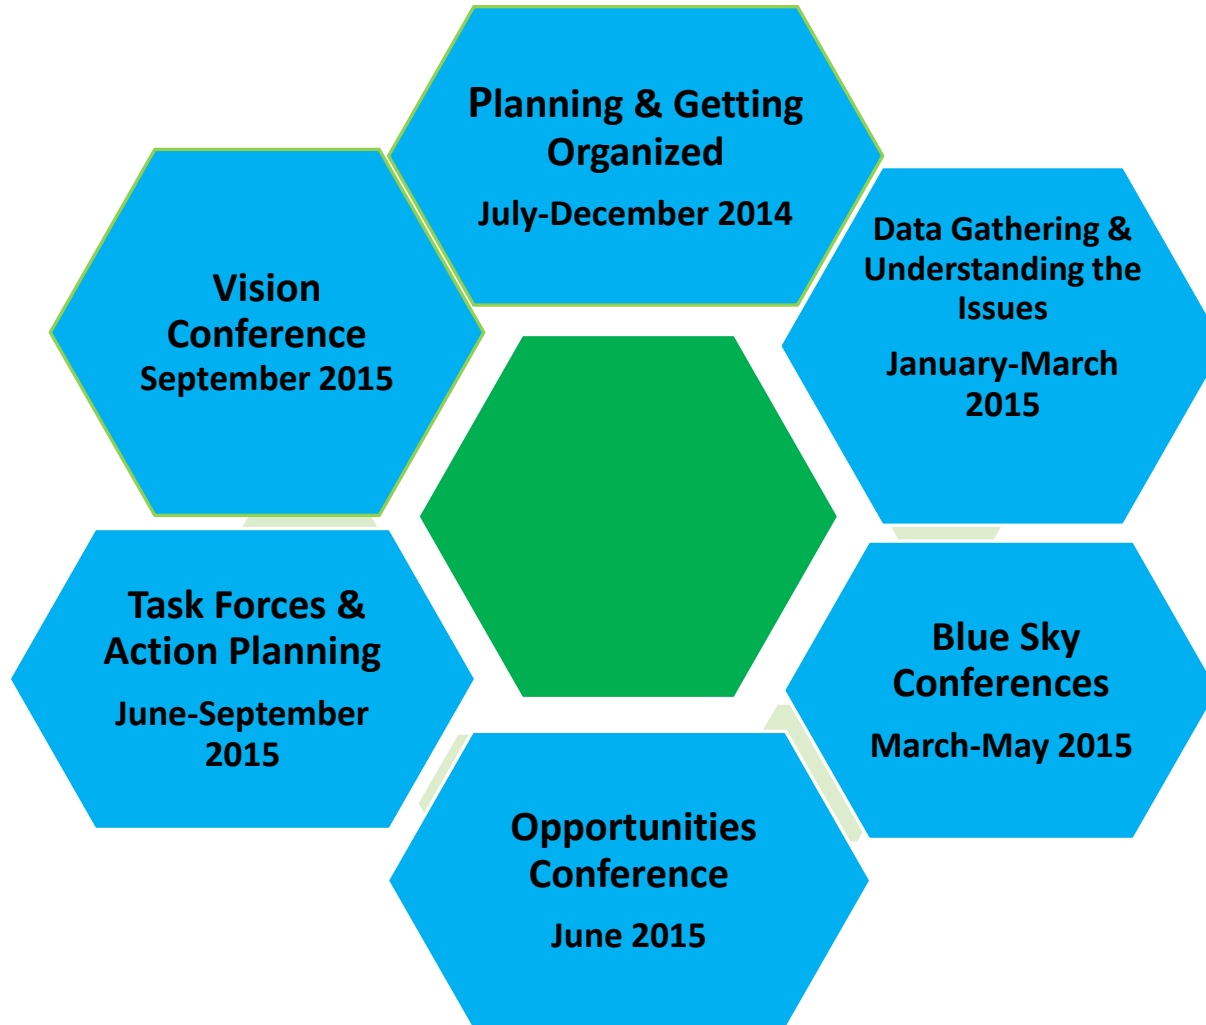 Planning & Getting
Organized
July-December 2014
Data Gathering &
Understanding the
Issues
January-March
2015
Blue Sky
Conferences
March-May 2015
Opportunities
Conference
June 2015
Task Forces &
Action Planning
June-September
2015
Vision
Conference
September 2015